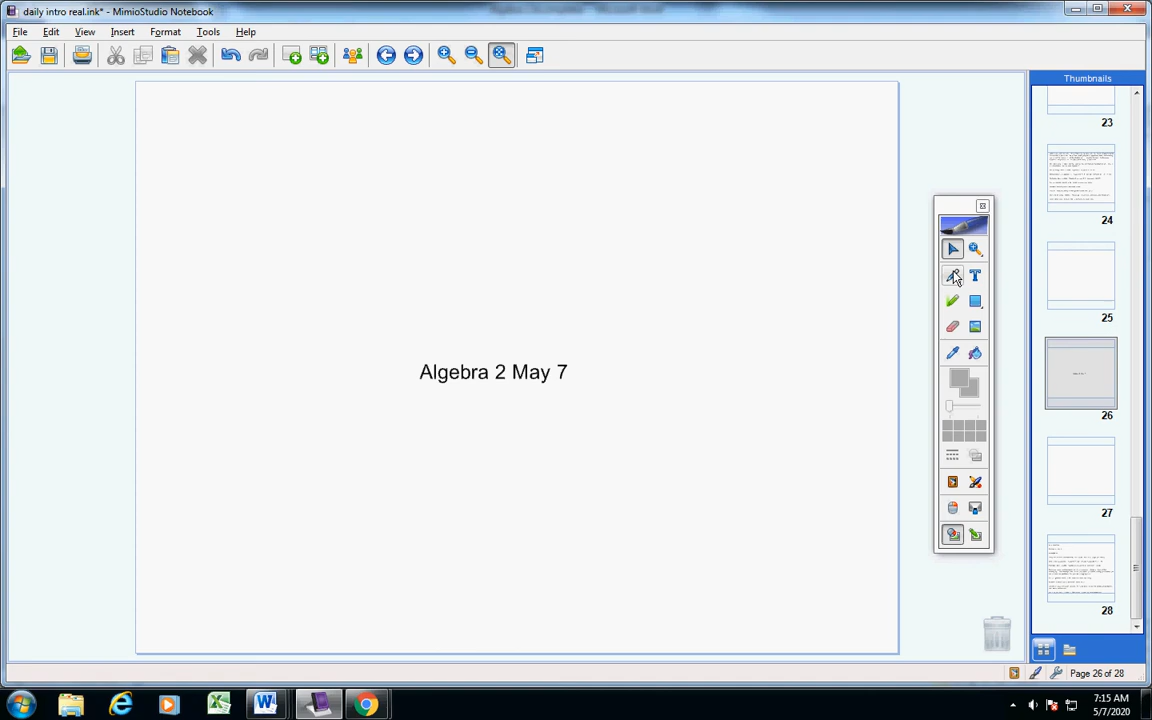 daily intro real.ink* - MimioStudio Notebook
File Edit View Insert Format Tools Help
Thumbnails
23
24
25
26
27
28
Algebra 2 May 7
Page 26 of 28
7:15 AM
5/7/2020